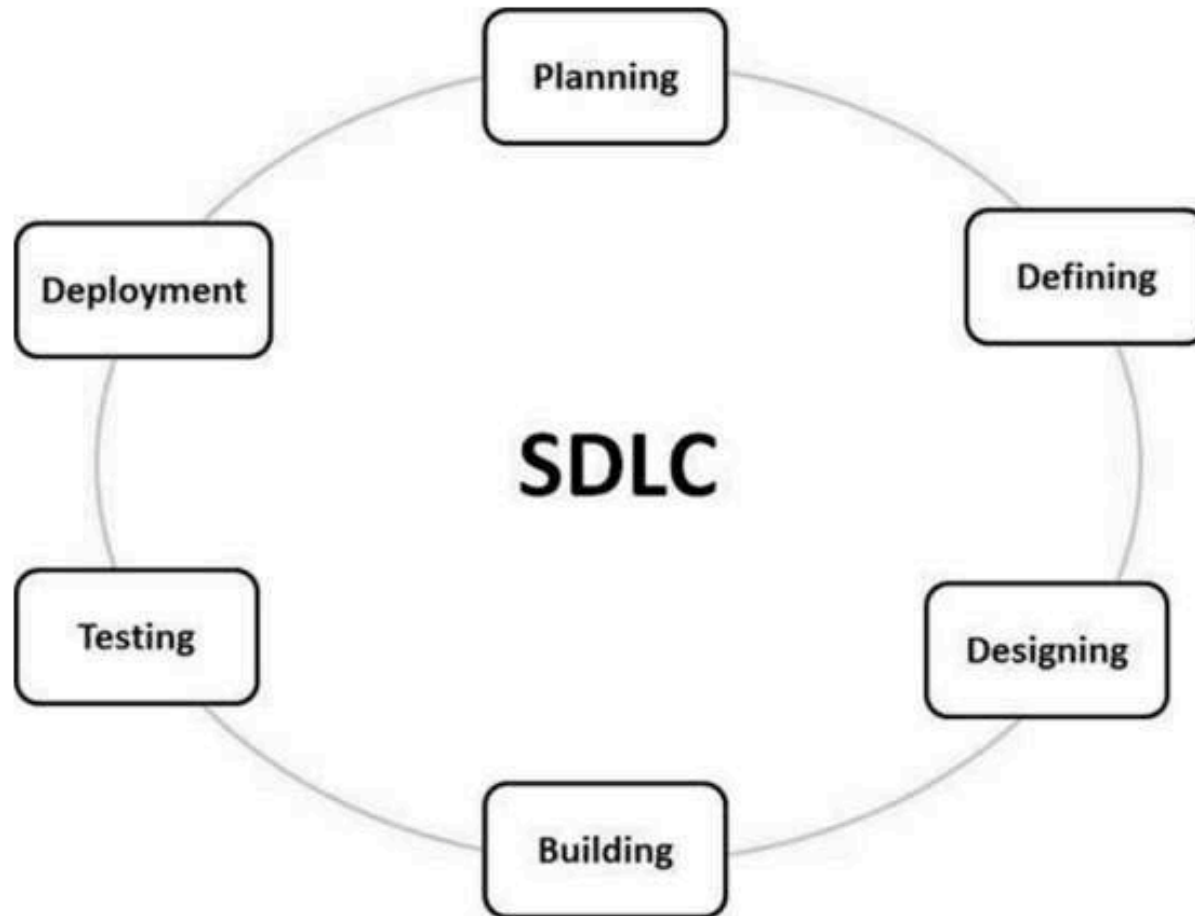 Planning
Defining
Designing
Building
Testing
Deployment
SDLC